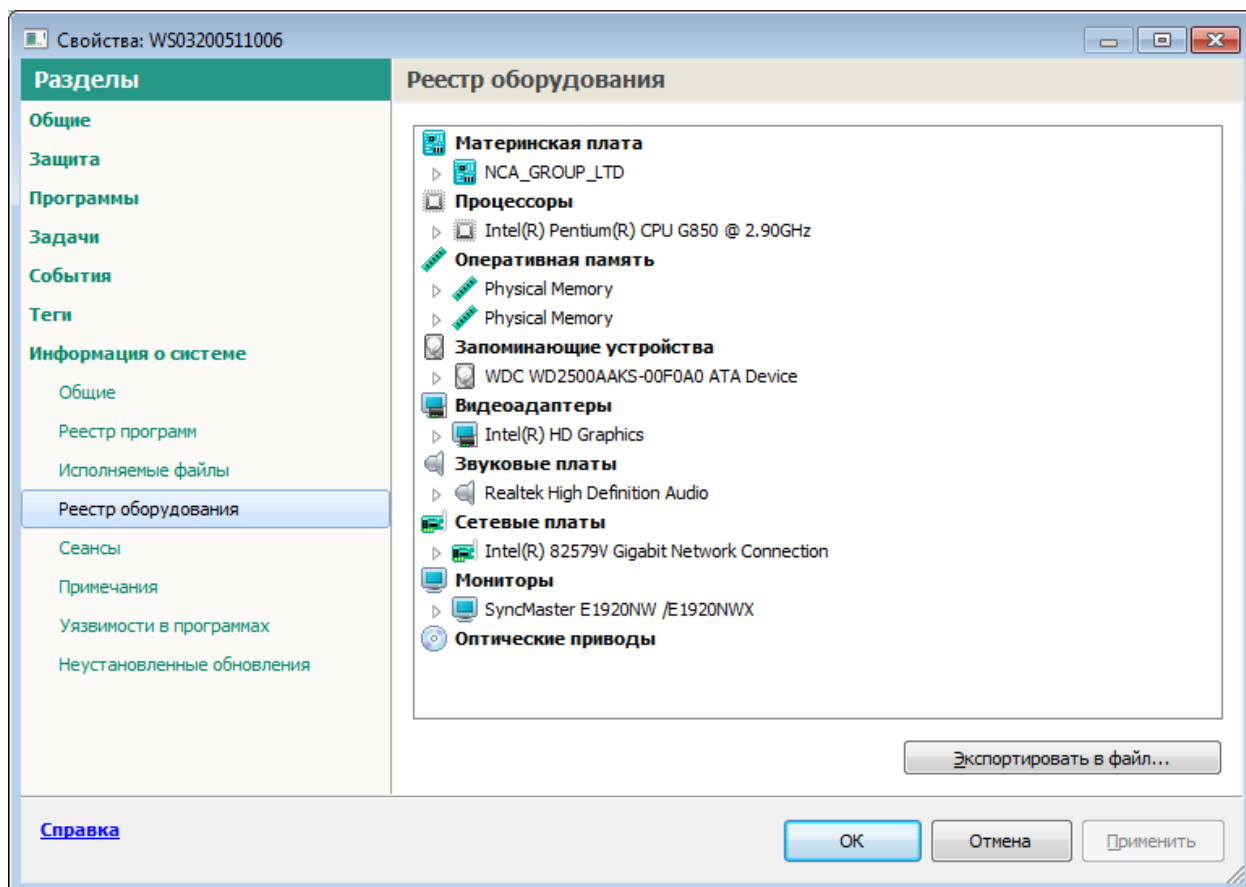 Свойства: WS03200511006
Разделы
Общие
Защита
Программы
Задачи
События
Теги
Информация о системе
Общие
Реестр программ
Исполняемые файлы
Реестр оборудования
Сеансы
Примечания
Уязвимости в программах
Неустановленные обновления
Реестр оборудования
Материнская плата
NCA_GROUP_LTD
Процессоры
Intel(R) Pentium(R) CPU G850 @ 2.90GHz
Оперативная память
Physical Memory
Physical Memory
Запоминающие устройства
WDC WD2500AAKS-00F0A0 ATA Device
Видеоадаптеры
Intel(R) HD Graphics
Звуковые платы
Realtek High Definition Audio
Сетевые платы
Intel(R) 82579V Gigabit Network Connection
Мониторы
SyncMaster E1920NW /E1920NWX
Оптические приводы
Экспортировать в файл...
Справка
ОК
Отмена
Применить